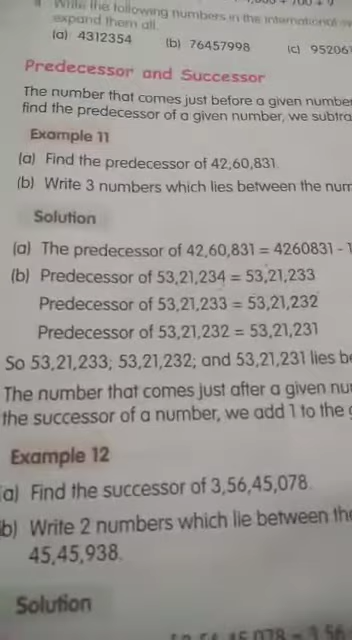 Write the following numbers in the international
expand them all.
(a) 4312354 (b) 76457998 (c) 95206
Predecessor and Successor
The number that comes just before a given number
find the predecessor of a given number, we subtra
Example 11
(a) Find the predecessor of 42,60,831.
(b) Write 3 numbers which lies between the num
Solution
(a) The predecessor of 42,60,831 = 4260831 - 1
(b) Predecessor of 53,21,234 = 53,21,233
Predecessor of 53,21,233 = 53,21,232
Predecessor of 53,21,232 = 53,21,231
So 53,21,233; 53,21,232; and 53,21,231 lies be
The number that comes just after a given nu
the successor of a number, we add 1 to the g
Example 12
a) Find the successor of 3,56,45,078.
b) Write 2 numbers which lie between the
45,45,938.
Solution